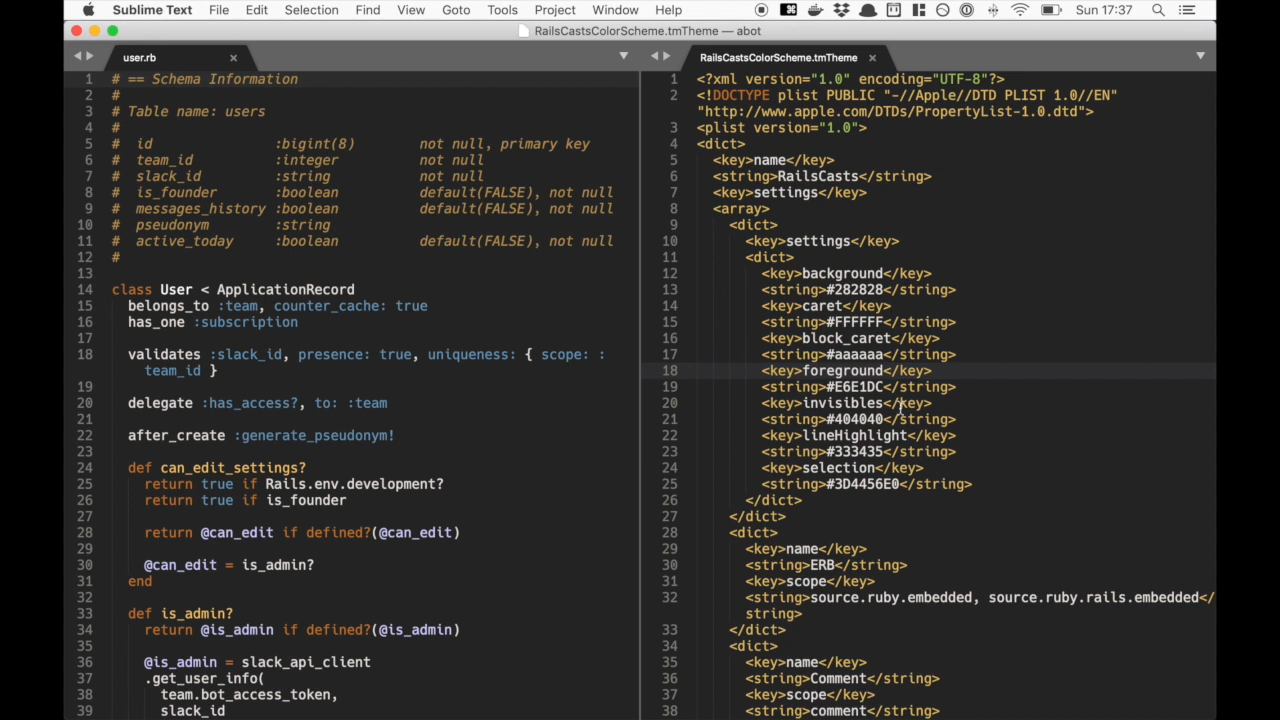 Sublime Text File Edit Selection Find View Goto Tools Project Window Help Sun 17:37
RailsCastsColorScheme.tmTheme — abot
user.rb
1 # == Schema Information
2 #
3 # Table name: users
4 #
5 #  id               :bigint(8)        not null, primary key
6 #  team_id          :integer          not null
7 #  slack_id         :string           not null
8 #  is_founder       :boolean          default(FALSE), not null
9 #  messages_history :boolean          default(FALSE), not null
10 #  pseudonym        :string
11 #  active_today     :boolean          default(FALSE), not null
12 #
13
14 class User < ApplicationRecord
15   belongs_to :team, counter_cache: true
16   has_one :subscription
17
18   validates :slack_id, presence: true, uniqueness: { scope: :
team_id }
19
20   delegate :has_access?, to: :team
21
22   after_create :generate_pseudonym!
23
24   def can_edit_settings?
25     return true if Rails.env.development?
26     return true if is_founder
27
28     return @can_edit if defined?(@can_edit)
29
30     @can_edit = is_admin?
31   end
32
33   def is_admin?
34     return @is_admin if defined?(@is_admin)
35
36     @is_admin = slack_api_client
37     .get_user_info(
38       team.bot_access_token,
39       slack_id
RailsCastsColorScheme.tmTheme
1 <?xml version="1.0" encoding="UTF-8"?>
2 <!DOCTYPE plist PUBLIC "-//Apple//DTD PLIST 1.0//EN"
"http://www.apple.com/DTDs/PropertyList-1.0.dtd">
3 <plist version="1.0">
4 <dict>
5   <key>name</key>
6   <string>RailsCasts</string>
7   <key>settings</key>
8   <array>
9     <dict>
10       <key>settings</key>
11       <dict>
12         <key>background</key>
13         <string>#282828</string>
14         <key>caret</key>
15         <string>#FFFFFF</string>
16         <key>block_caret</key>
17         <string>#aaaaaa</string>
18         <key>foreground</key>
19         <string>#E6E1DC</string>
20         <key>invisibles</key>
21         <string>#404040</string>
22         <key>lineHighlight</key>
23         <string>#333435</string>
24         <key>selection</key>
25         <string>#3D4456E0</string>
26       </dict>
27     </dict>
28     <dict>
29       <key>name</key>
30       <string>ERB</string>
31       <key>scope</key>
32       <string>source.ruby.embedded, source.ruby.rails.embedded</
string>
33     </dict>
34     <dict>
35       <key>name</key>
36       <string>Comment</string>
37       <key>scope</key>
38       <string>comment</string>